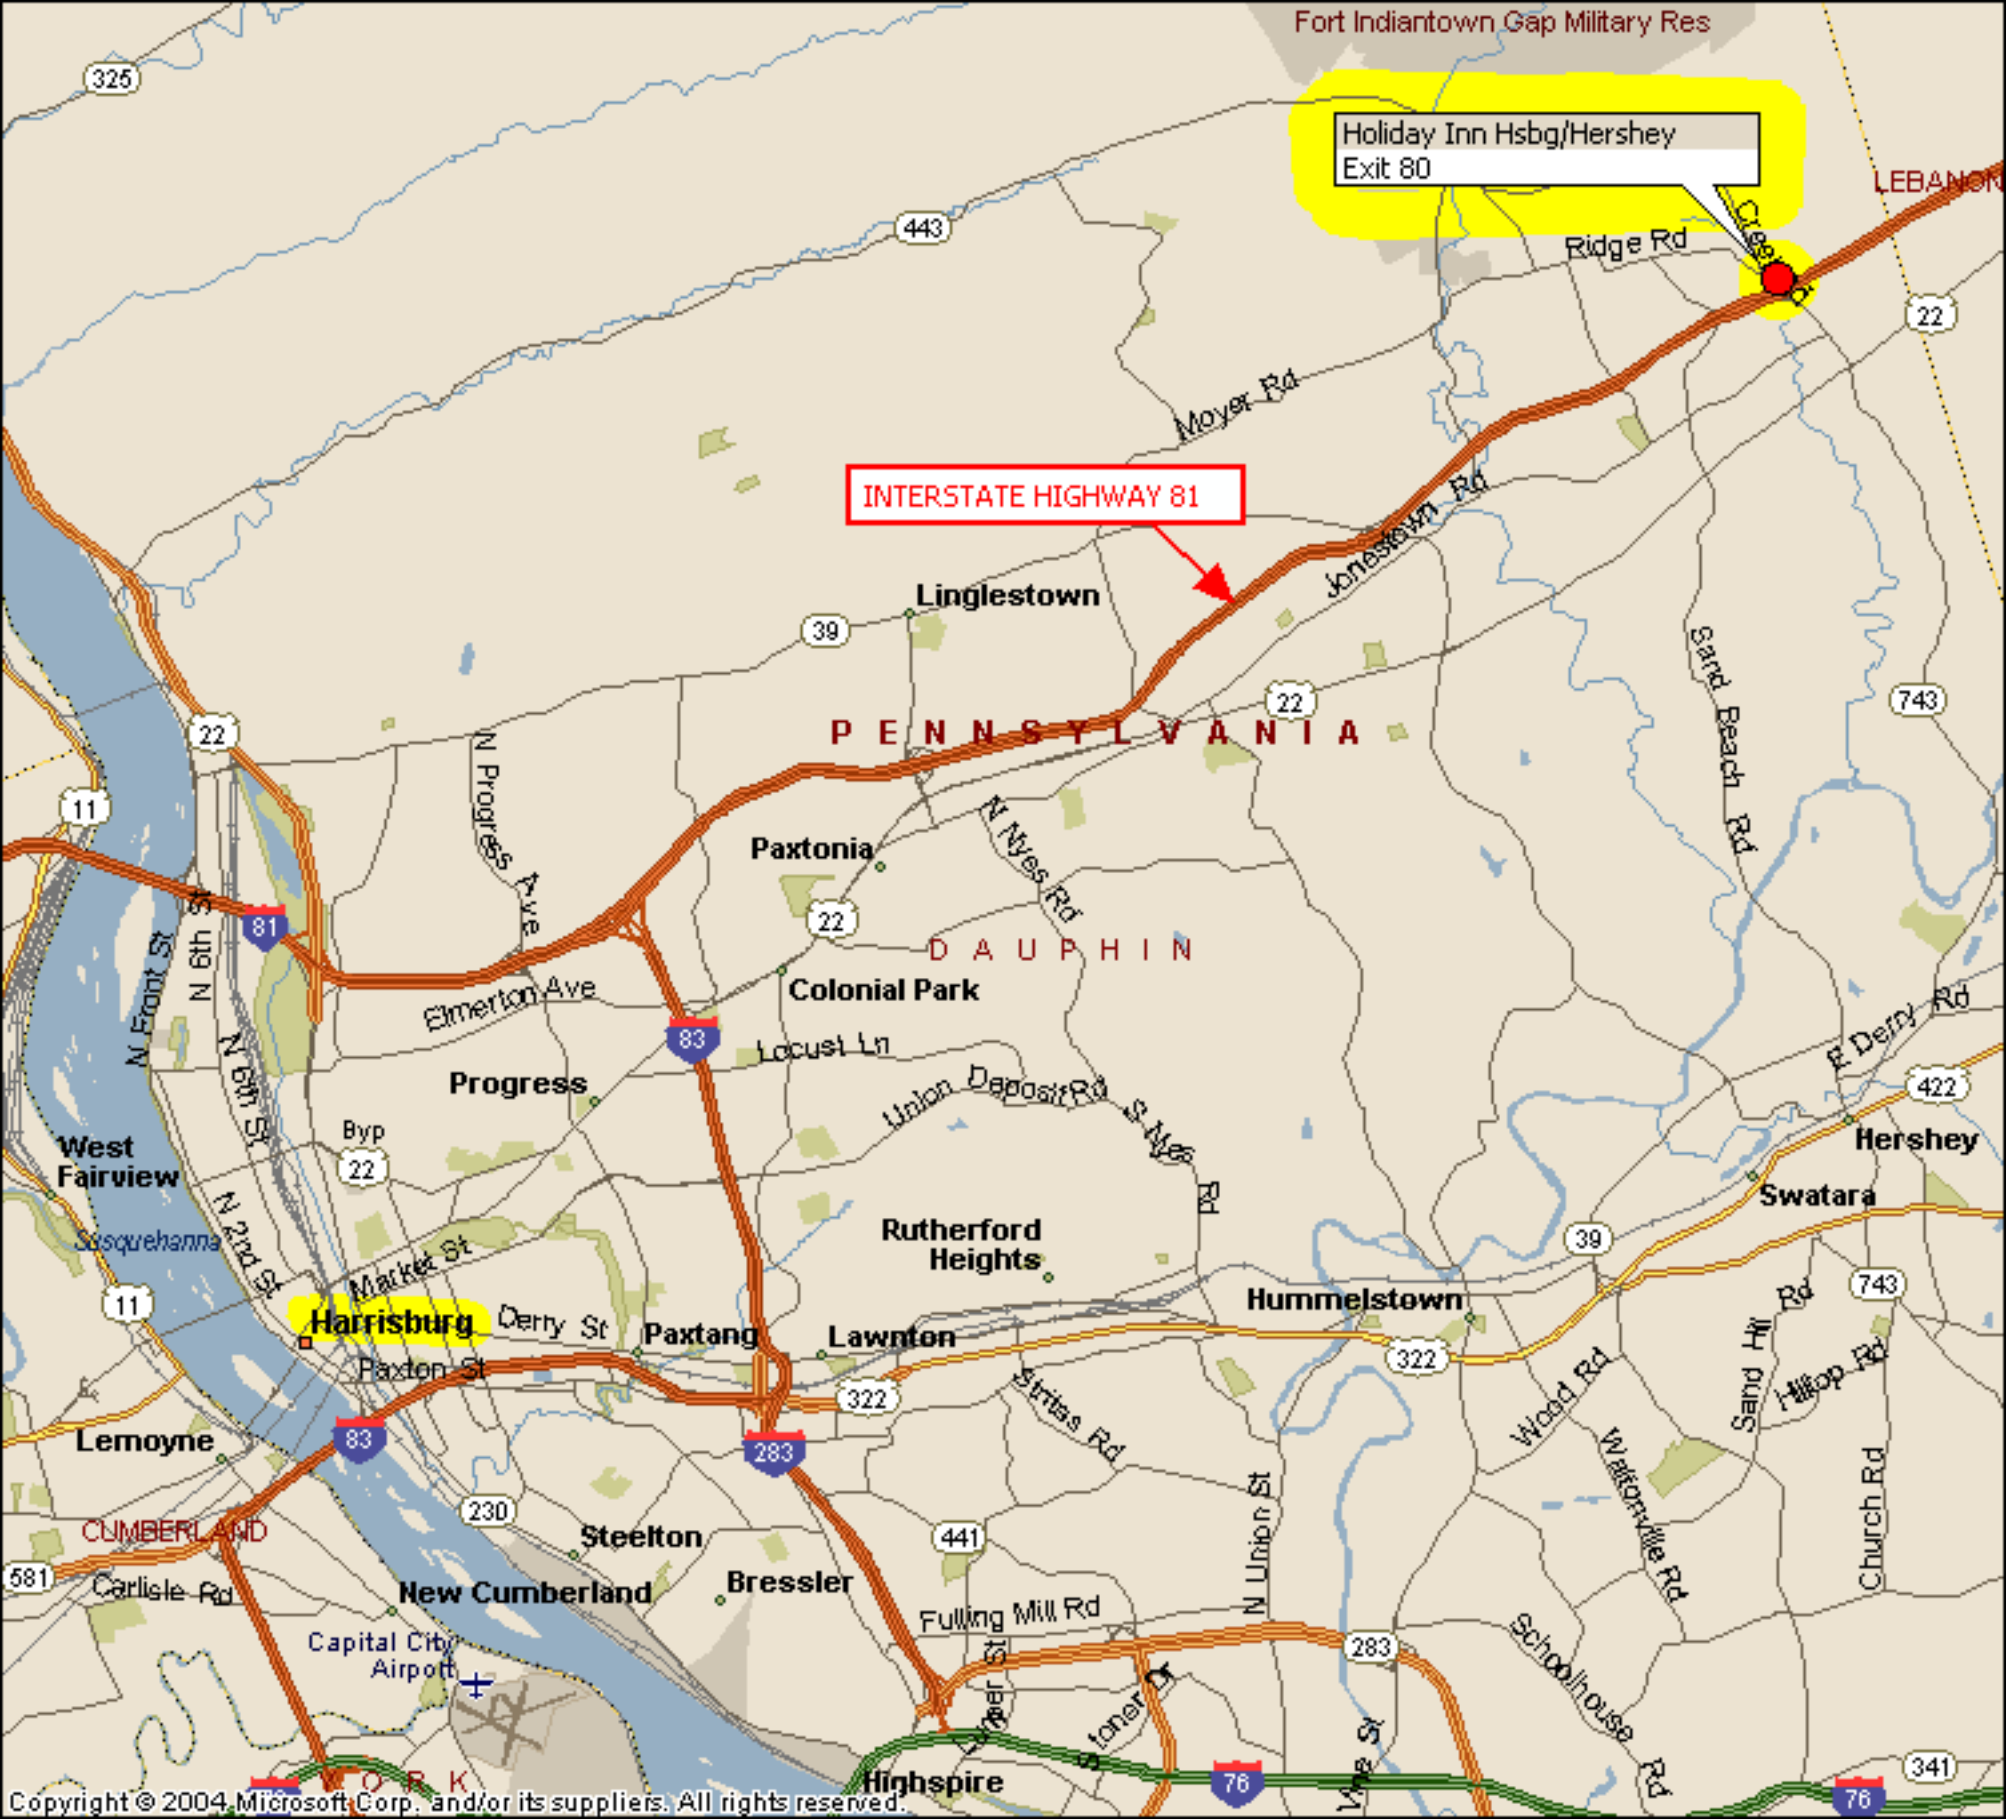 Fort Indiantown Gap Military Res
325
Holiday Inn Hsbg/Hershey
Exit 80
LEBANON
443
Ridge Rd
22
Moyer Rd
INTERSTATE HIGHWAY 81
Jonestown Rd
Linglestown
39
Sand Beach Rd
743
22
22
PENNSYLVANIA
N Progress Ave
11
Paxtonia
N Nyes Rd
22
81
N 6th St
DAUPHIN
N Front St
Elmerton Ave
Colonial Park
E Derry Rd
83
Locust Ln
N 6th St
Progress
Union Deposit Rd
422
Byp
22
S Nyes Rd
Hershey
West
Fairview
Swatara
N 2nd St
Susquehanna
Rutherford
Heights
39
Market St
743
11
Harrisburg
Derry St
Paxtang
Lawnton
Hummelstown
Sand Hill Rd
Hilltop Rd
Paxton St
322
322
Stritas Rd
Wood Rd
83
Lemoyne
283
Waltonville Rd
Church Rd
230
N Union St
CUMBERLAND
Steelton
441
581
Carlisle Rd
New Cumberland
Bressler
Fulling Mill Rd
Capital City
Airport
283
Schoolhouse Rd
Stoner Dr
Vine St
341
YORK
Highspire
76
76
Copyright © 2004 Microsoft Corp. and/or its suppliers. All rights reserved.